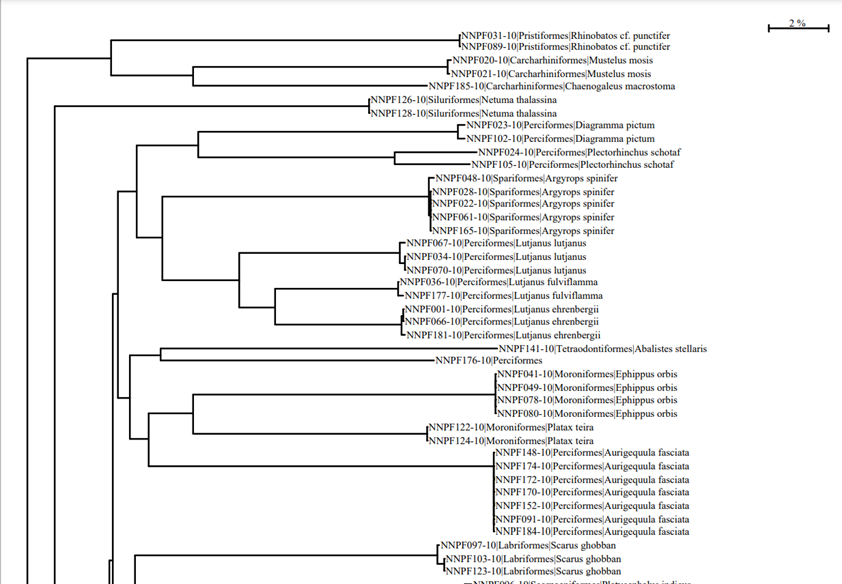 2 %
NNPF031-10|Pristiformes|Rhinobatos cf. punctifer
NNPF089-10|Pristiformes|Rhinobatos cf. punctifer
NNPF020-10|Carcharhiniformes|Mustelus mosis
NNPF021-10|Carcharhiniformes|Mustelus mosis
NNPF185-10|Carcharhiniformes|Chaenogaleus macrostoma
NNPF126-10|Siluriformes|Netuma thalassina
NNPF128-10|Siluriformes|Netuma thalassina
NNPF023-10|Perciformes|Diagramma pictum
NNPF102-10|Perciformes|Diagramma pictum
NNPF024-10|Perciformes|Plectorhinchus schotaf
NNPF105-10|Perciformes|Plectorhinchus schotaf
NNPF048-10|Spariformes|Argyrops spinifer
NNPF028-10|Spariformes|Argyrops spinifer
NNPF022-10|Spariformes|Argyrops spinifer
NNPF061-10|Spariformes|Argyrops spinifer
NNPF165-10|Spariformes|Argyrops spinifer
NNPF067-10|Perciformes|Lutjanus lutjanus
NNPF034-10|Perciformes|Lutjanus lutjanus
NNPF070-10|Perciformes|Lutjanus lutjanus
NNPF036-10|Perciformes|Lutjanus fulviflamma
NNPF177-10|Perciformes|Lutjanus fulviflamma
NNPF001-10|Perciformes|Lutjanus ehrenbergii
NNPF066-10|Perciformes|Lutjanus ehrenbergii
NNPF181-10|Perciformes|Lutjanus ehrenbergii
NNPF141-10|Tetraodontiformes|Abalistes stellaris
NNPF176-10|Perciformes
NNPF041-10|Moroniformes|Ephippus orbis
NNPF049-10|Moroniformes|Ephippus orbis
NNPF078-10|Moroniformes|Ephippus orbis
NNPF080-10|Moroniformes|Ephippus orbis
NNPF122-10|Moroniformes|Platax teira
NNPF124-10|Moroniformes|Platax teira
NNPF148-10|Perciformes|Aurigequula fasciata
NNPF174-10|Perciformes|Aurigequula fasciata
NNPF172-10|Perciformes|Aurigequula fasciata
NNPF170-10|Perciformes|Aurigequula fasciata
NNPF152-10|Perciformes|Aurigequula fasciata
NNPF091-10|Perciformes|Aurigequula fasciata
NNPF184-10|Perciformes|Aurigequula fasciata
NNPF097-10|Labriformes|Scarus ghobban
NNPF103-10|Labriformes|Scarus ghobban
NNPF123-10|Labriformes|Scarus ghobban